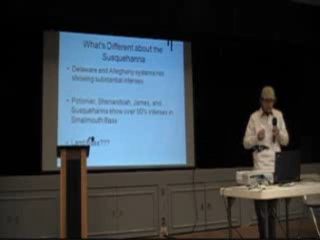 What's Different about the
Susquehanna
Delaware and Allegheny systems not
showing substantial intersex
Potomac, Shenandoah, James, and
Susquehanna show over 50% intersex in
Smallmouth Bass